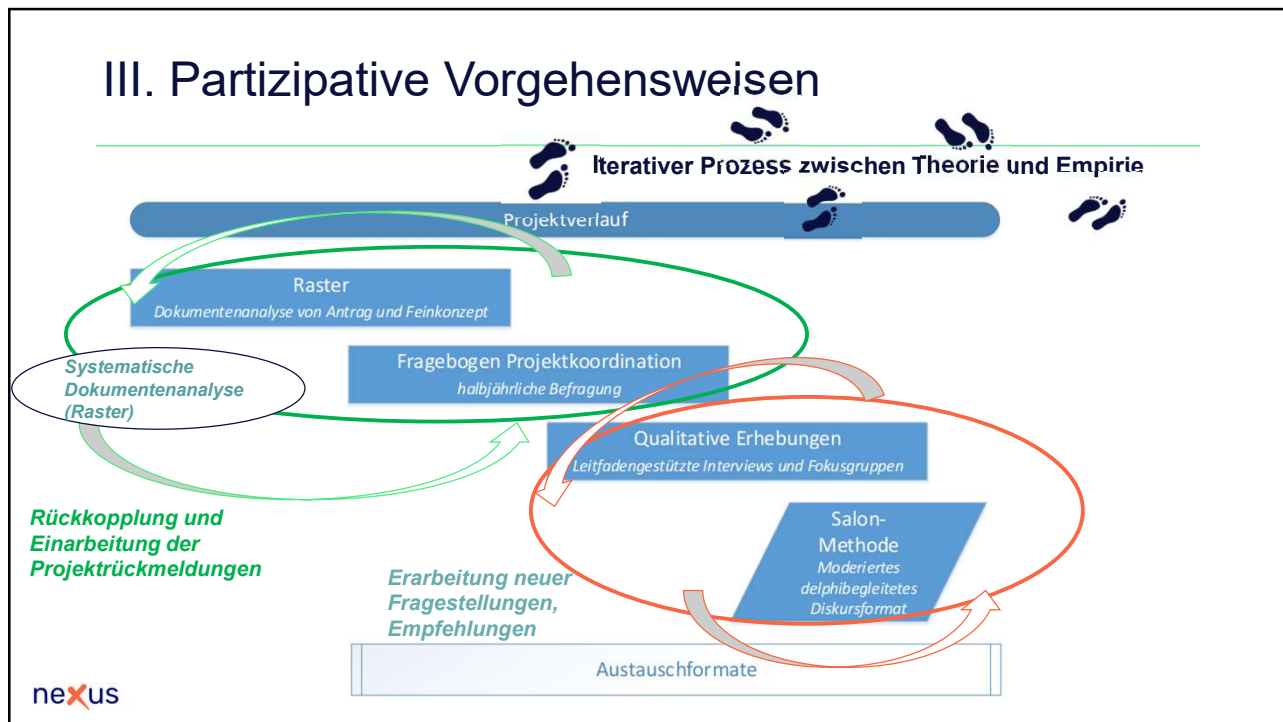 III. Partizipative Vorgehensweisen
Iterativer Prozess zwischen Theorie und Empirie
Projektverlauf
Raster
Dokumentenanalyse von Antrag und Feinkonzept
Fragebogen Projektkoordination
halbjährliche Befragung
Systematische
Dokumentenanalyse
(Raster)
Qualitative Erhebungen
Leitfadengestützte Interviews und Fokusgruppen
Rückkopplung und
Einarbeitung der
Projektrückmeldungen
Salon-
Methode
Moderiertes
delphibegleitetes
Diskursformat
Erarbeitung neuer
Fragestellungen,
Empfehlungen
Austauschformate
nexus